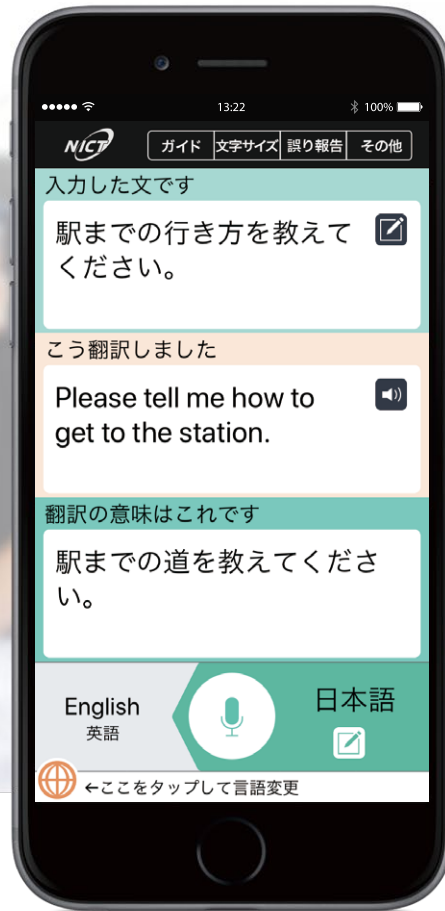 13:22
100%
NICT
ガイド 文字サイズ 誤り報告 その他
入力した文です
駅までの行き方を教えて
ください。
こう翻訳しました
Please tell me how to
get to the station.
翻訳の意味はこれです
駅までの道を教えてくださ
い。
English
英語
日本語
←ここをタップして言語変更